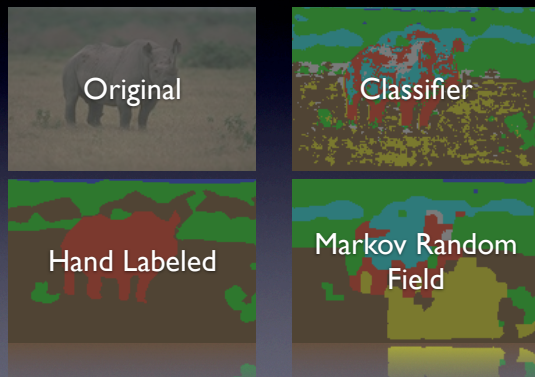 Original
Classifier
Hand Labeled
Markov Random
Field